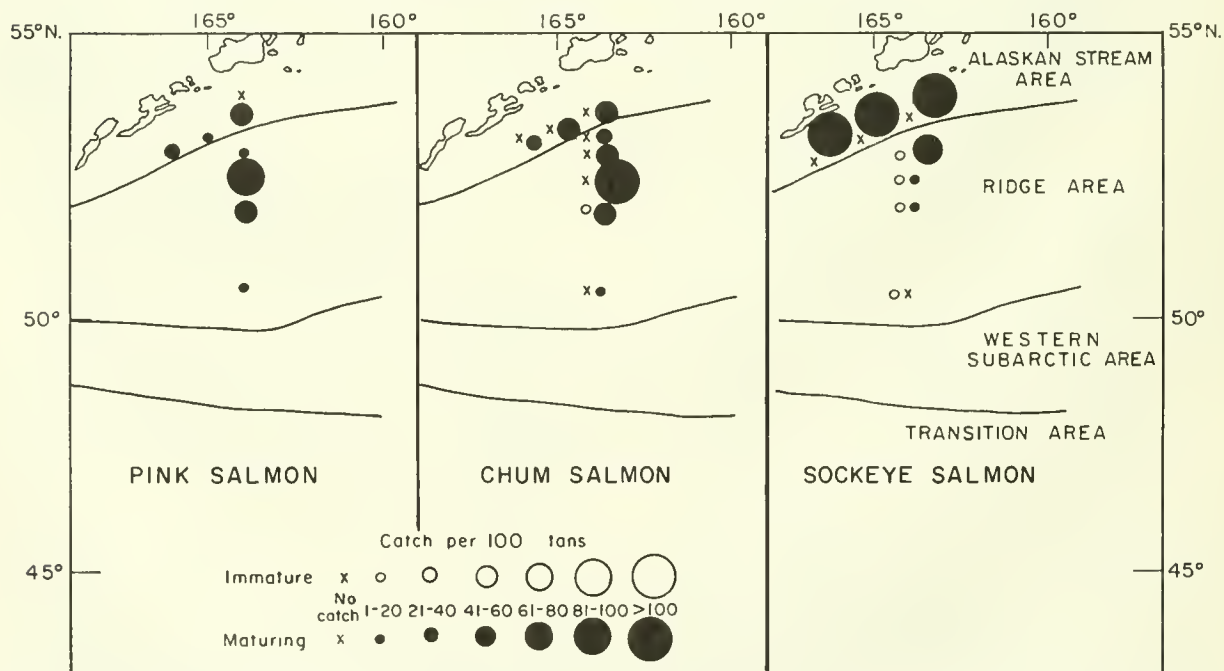 165° 160° 165° 160° 165° 160°
55°N. 55°N.
ALASKAN STREAM
AREA
RIDGE AREA
50° 50°
WESTERN
SUBARCTIC AREA
TRANSITION AREA
PINK SALMON CHUM SALMON SOCKEYE SALMON
Catch per 100 tans
45° 45°
Immature x
No
catch 1-20 21-40 41-60 61-80 81-100 >100
Maturing x